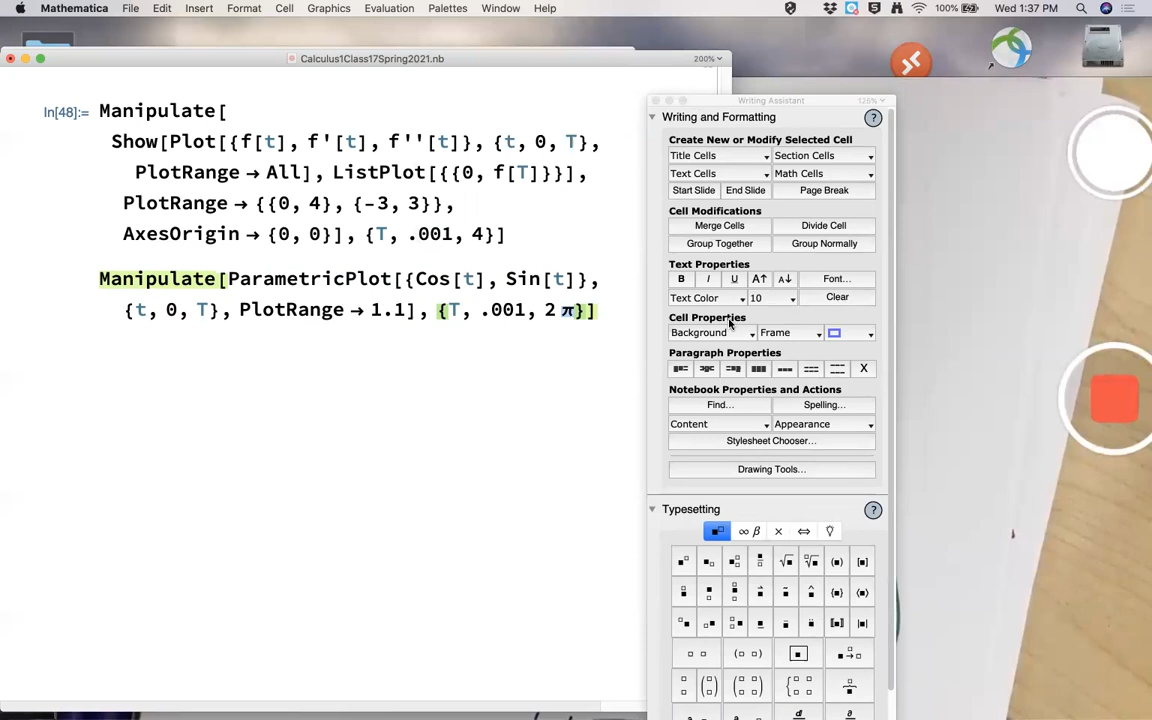 Mathematica File Edit Insert Format Cell Graphics Evaluation Palettes Window Help 100% Wed 1:37 PM
Calculus1Class17Spring2021.nb 200%
In[48]:= Manipulate[
Show[Plot[{f[t], f'[t], f''[t]}, {t, 0, T},
PlotRange → All], ListPlot[{{0, f[T]}}],
PlotRange → {{0, 4}, {-3, 3}},
AxesOrigin → {0, 0}], {T, .001, 4}]
Manipulate[ParametricPlot[{Cos[t], Sin[t]},
{t, 0, T}, PlotRange → 1.1], {T, .001, 2 π}]
Writing Assistant 125%
Writing and Formatting ?
Create New or Modify Selected Cell
Title Cells Section Cells
Text Cells Math Cells
Start Slide End Slide Page Break
Cell Modifications
Merge Cells Divide Cell
Group Together Group Normally
Text Properties
B I U A↑ A↓ Font...
Text Color 10 Clear
Cell Properties
Background Frame
Paragraph Properties
X
Notebook Properties and Actions
Find... Spelling...
Content Appearance
Stylesheet Chooser...
Drawing Tools...
Typesetting ?
∞ β × ⇔